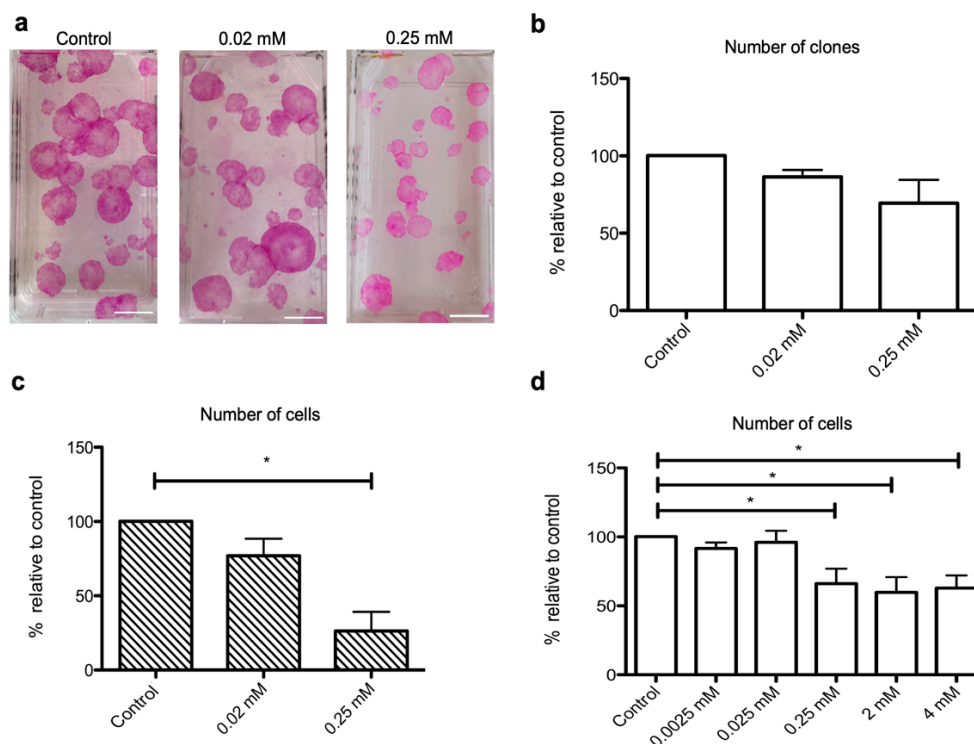 a
Control 0.02 mM 0.25 mM
b
Number of clones
% relative to control
150
100
50
0
Control 0.02 mM 0.25 mM
c
Number of cells
% relative to control
150
100
50
0
*
Control 0.02 mM 0.25 mM
d
Number of cells
% relative to control
150
100
50
0
*
*
*
Control 0.0025 mM 0.025 mM 0.25 mM 2 mM 4 mM